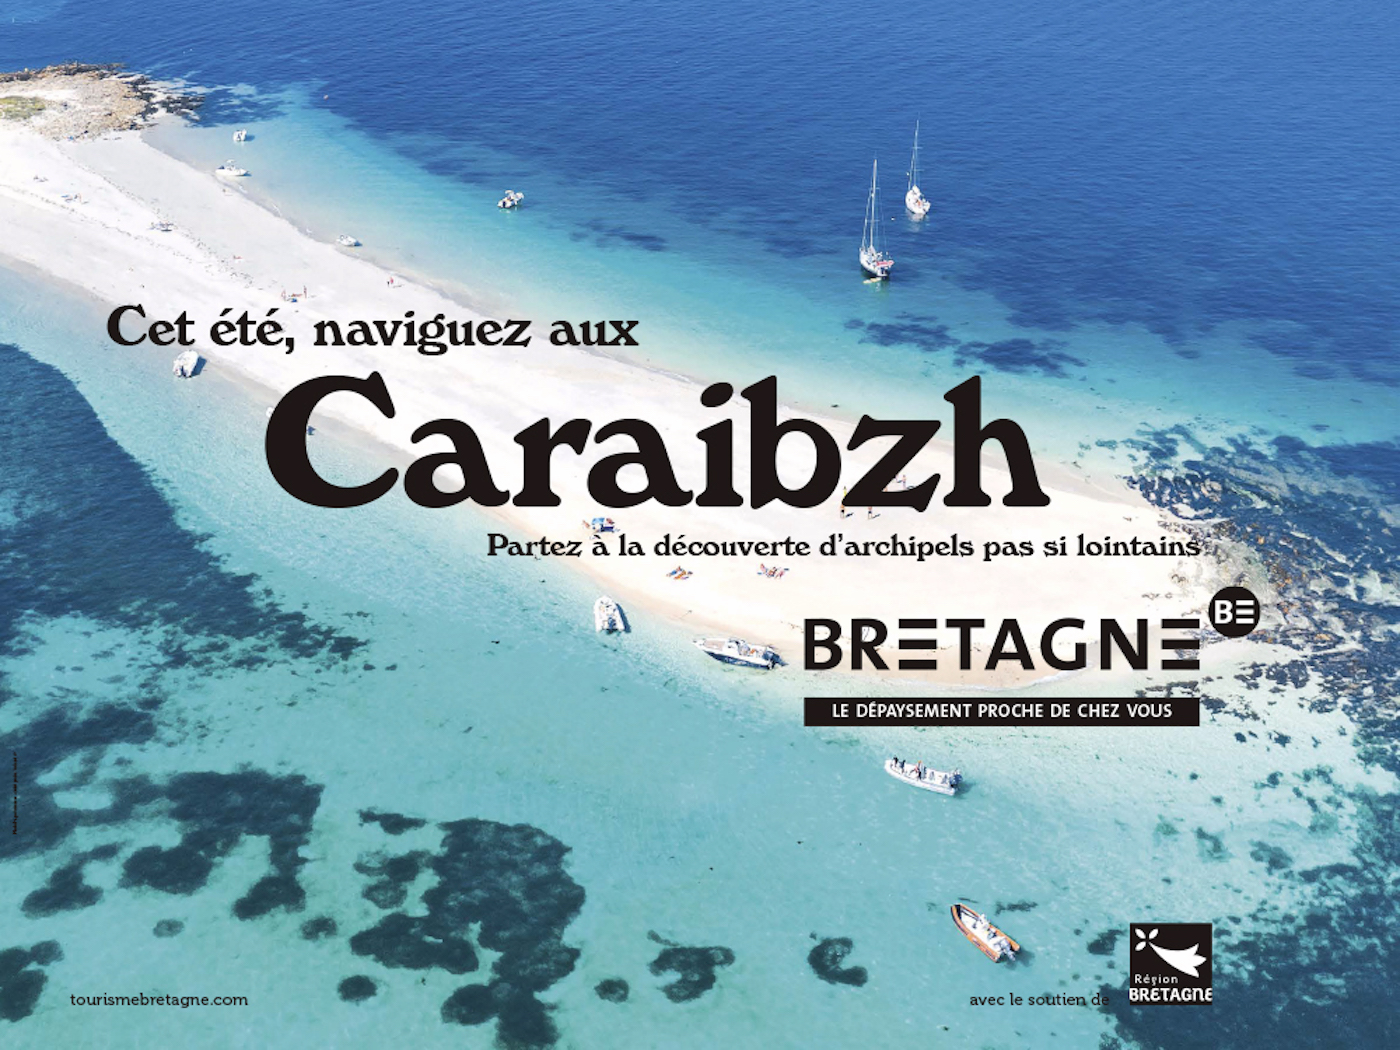 Cet été, naviguez aux
Caraibzh
Partez à la découverte d'archipels pas si lointains
BRETAGNE
BE
LE DÉPAYSEMENT PROCHE DE CHEZ VOUS
tourismebretagne.com
avec le soutien de
Région
BRETAGNE